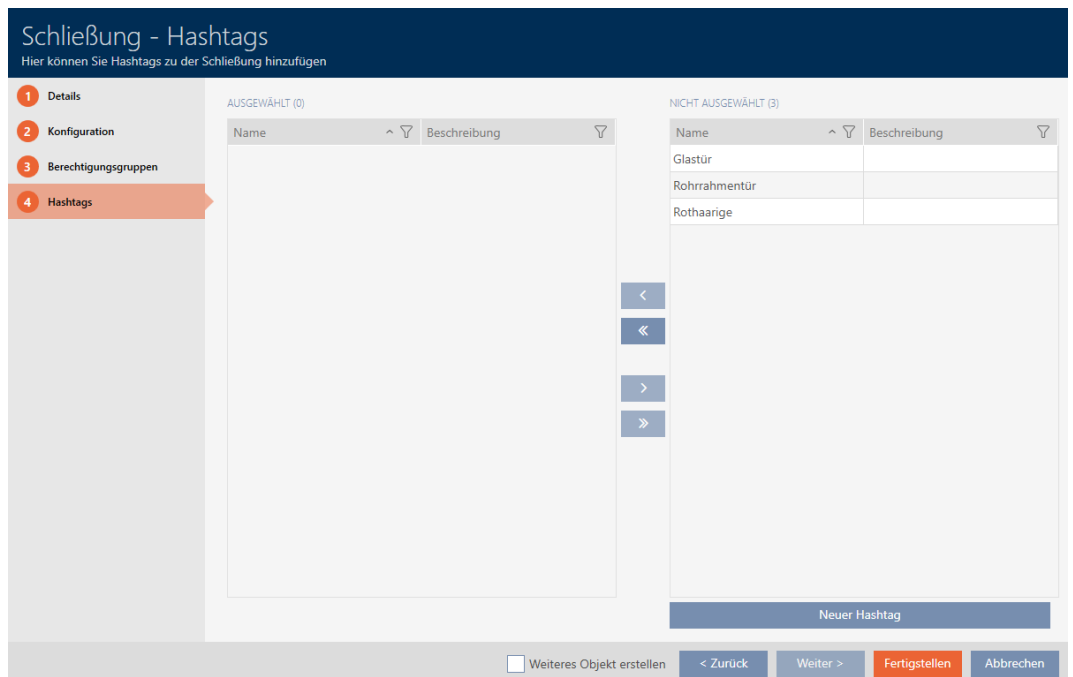 Schließung - Hashtags
Hier können Sie Hashtags zu der Schließung hinzufügen
1 Details
2 Konfiguration
3 Berechtigungsgruppen
4 Hashtags
AUSGEWÄHLT (0)
Name Beschreibung
NICHT AUSGEWÄHLT (3)
Name Beschreibung
Glastür
Rohrrahmentür
Rothaarige
Neuer Hashtag
Weiteres Objekt erstellen < Zurück Weiter > Fertigstellen Abbrechen